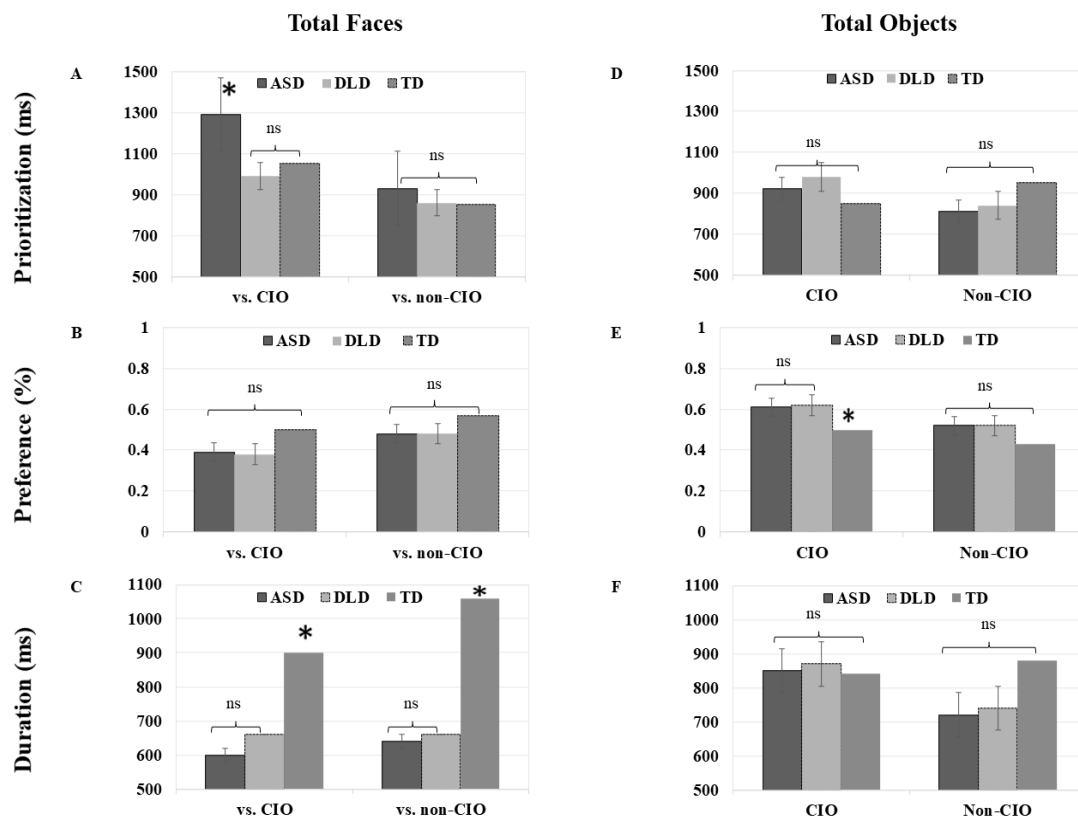 Total Faces
Total Objects
Prioritization (ms)
A
1500
1300
1100
900
700
500
ASD DLD TD
*
ns
ns
vs. CIO vs. non-CIO
D
1500
1300
1100
900
700
500
ASD DLD TD
ns
ns
CIO Non-CIO
Preference (%)
B
1
0.8
0.6
0.4
0.2
0
ASD DLD TD
ns
ns
vs. CIO vs. non-CIO
E
1
0.8
0.6
0.4
0.2
0
ASD DLD TD
ns
*
ns
CIO Non-CIO
Duration (ms)
C
1100
1000
900
800
700
600
500
ASD DLD TD
ns
*
ns
*
vs. CIO vs. non-CIO
F
1100
1000
900
800
700
600
500
ASD DLD TD
ns
ns
CIO Non-CIO